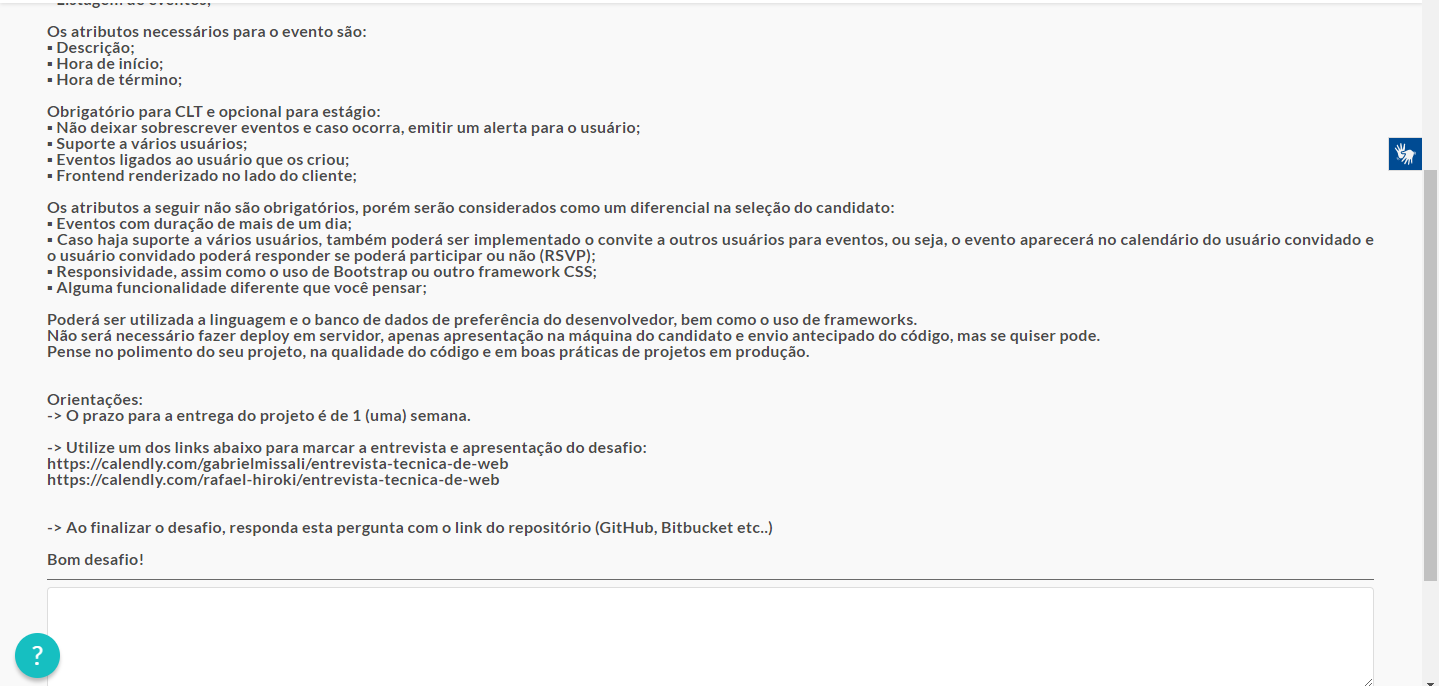 Listagem de eventos;
Os atributos necessários para o evento são:
▪ Descrição;
▪ Hora de início;
▪ Hora de término;
Obrigatório para CLT e opcional para estágio:
▪ Não deixar sobrescrever eventos e caso ocorra, emitir um alerta para o usuário;
▪ Suporte a vários usuários;
▪ Eventos ligados ao usuário que os criou;
▪ Frontend renderizado no lado do cliente;
Os atributos a seguir não são obrigatórios, porém serão considerados como um diferencial na seleção do candidato:
▪ Eventos com duração de mais de um dia;
▪ Caso haja suporte a vários usuários, também poderá ser implementado o convite a outros usuários para eventos, ou seja, o evento aparecerá no calendário do usuário convidado e
o usuário convidado poderá responder se poderá participar ou não (RSVP);
▪ Responsividade, assim como o uso de Bootstrap ou outro framework CSS;
▪ Alguma funcionalidade diferente que você pensar;
Poderá ser utilizada a linguagem e o banco de dados de preferência do desenvolvedor, bem como o uso de frameworks.
Não será necessário fazer deploy em servidor, apenas apresentação na máquina do candidato e envio antecipado do código, mas se quiser pode.
Pense no polimento do seu projeto, na qualidade do código e em boas práticas de projetos em produção.
Orientações:
-> O prazo para a entrega do projeto é de 1 (uma) semana.
-> Utilize um dos links abaixo para marcar a entrevista e apresentação do desafio:
https://calendly.com/gabrielmissali/entrevista-tecnica-de-web
https://calendly.com/rafael-hiroki/entrevista-tecnica-de-web
-> Ao finalizar o desafio, responda esta pergunta com o link do repositório (GitHub, Bitbucket etc..)
Bom desafio!
?